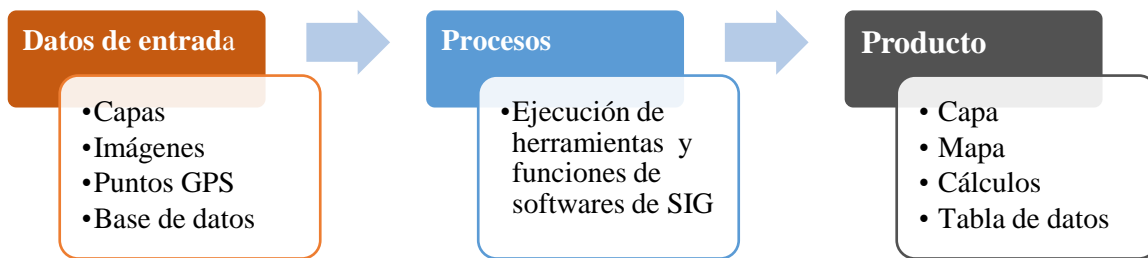 Datos de entrada
•Capas
•Imágenes
•Puntos GPS
•Base de datos
Procesos
•Ejecución de
herramientas y
funciones de
softwares de SIG
Producto
• Capa
• Mapa
• Cálculos
• Tabla de datos